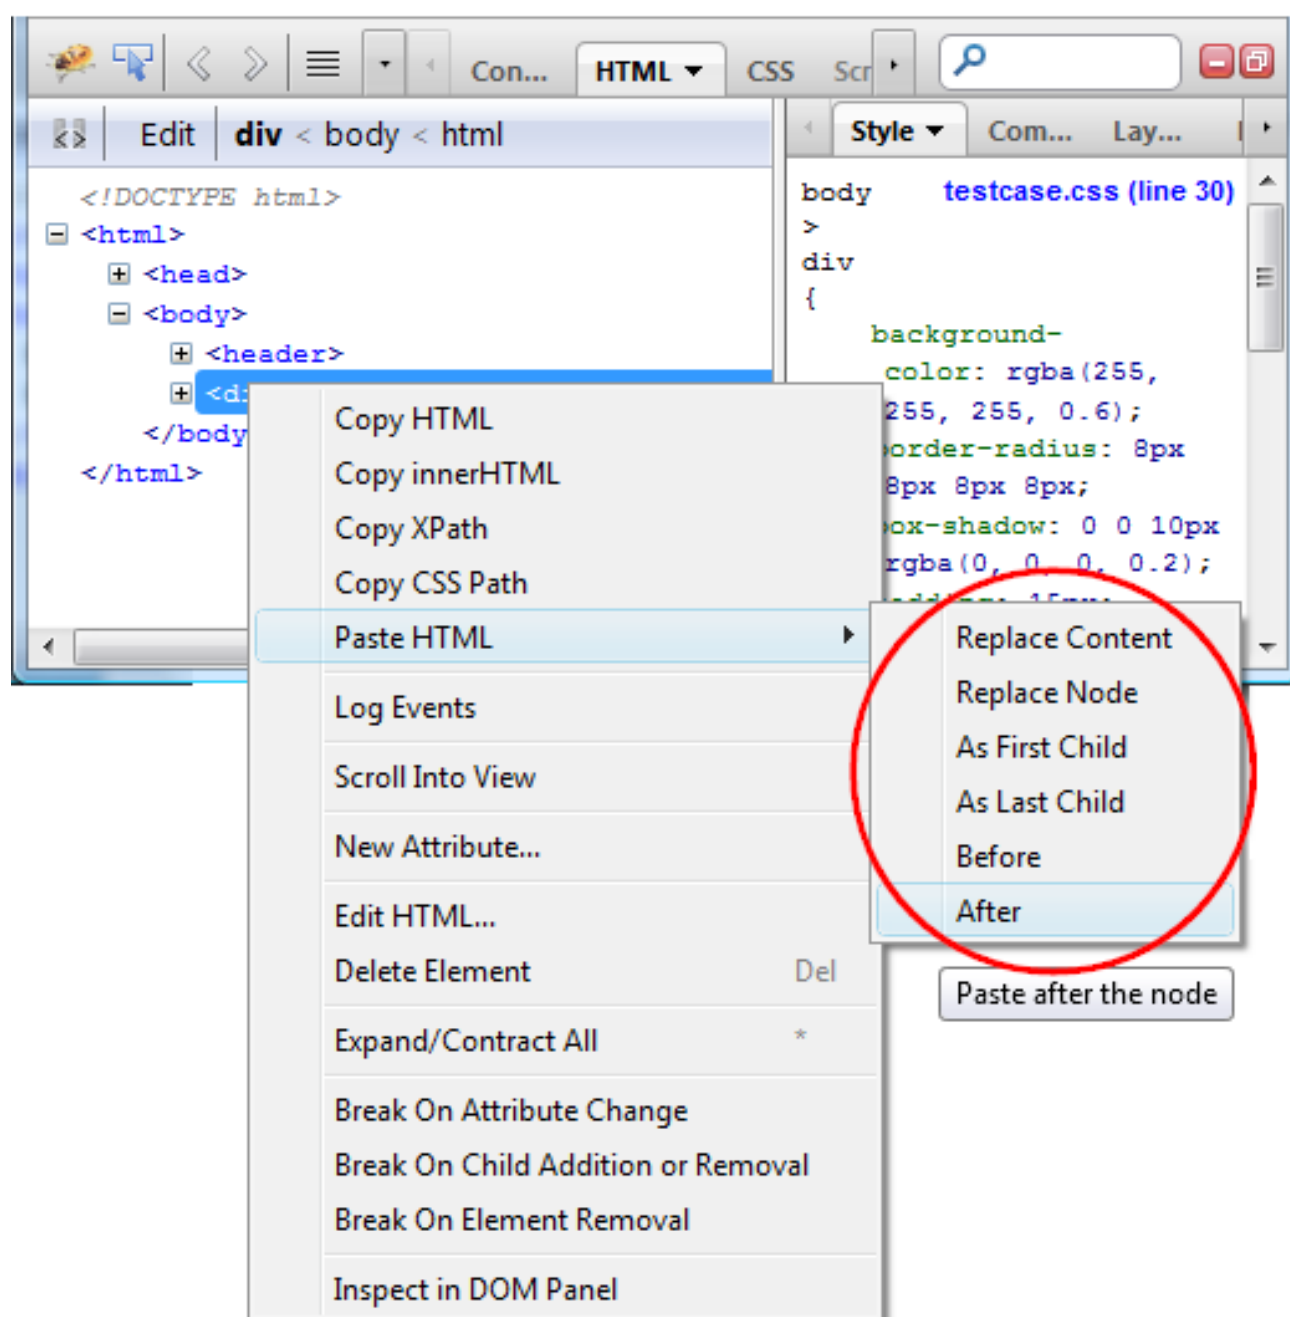 Con...
HTML
CSS
Scr
Edit
div < body < html
Style
Com...
Lay...
<!DOCTYPE html>
<html>
<head>
<body>
<header>
<di
</body
</html>
body
testcase.css (line 30)
>
div
{
background-
color: rgba(255,
255, 255, 0.6);
border-radius: 8px
8px 8px 8px;
box-shadow: 0 0 10px
rgba(0, 0, 0, 0.2);
padding: 15px;
Copy HTML
Copy innerHTML
Copy XPath
Copy CSS Path
Paste HTML
Log Events
Scroll Into View
New Attribute...
Edit HTML...
Delete Element Del
Expand/Contract All *
Break On Attribute Change
Break On Child Addition or Removal
Break On Element Removal
Inspect in DOM Panel
Replace Content
Replace Node
As First Child
As Last Child
Before
After
Paste after the node